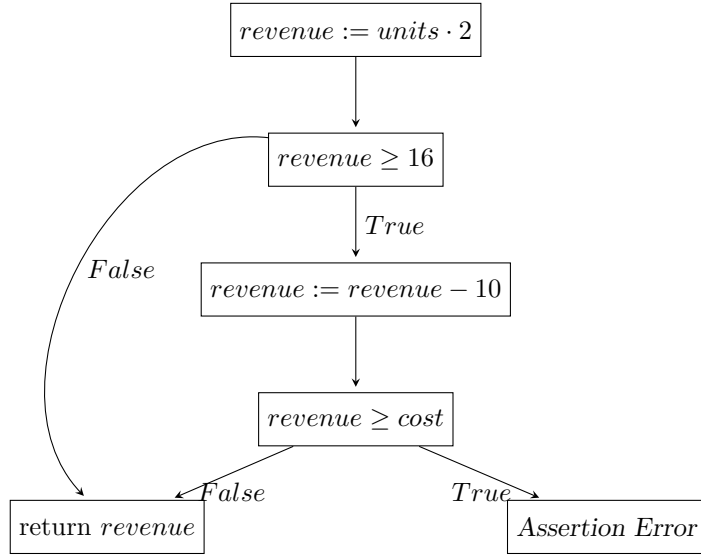 revenue := units · 2
revenue ≥ 16
True
False
revenue := revenue − 10
revenue ≥ cost
False
True
return revenue
Assertion Error